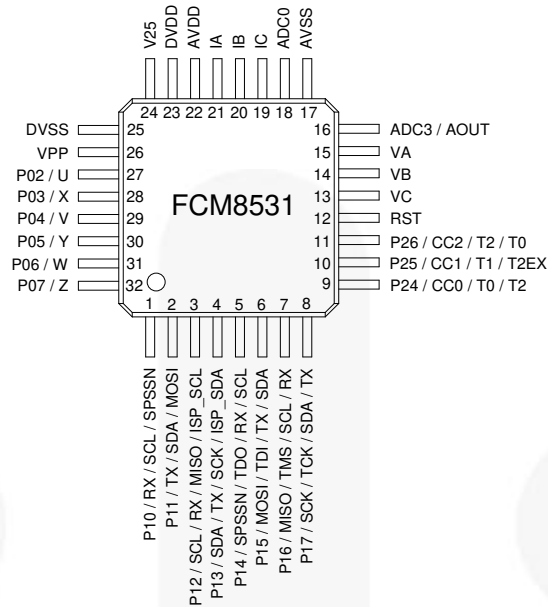 V25
DVDD
AVDD
IA
IB
IC
ADC0
AVSS
24 23 22 21 20 19 18 17
DVSS 25
VPP 26
P02 / U 27
P03 / X 28
P04 / V 29
P05 / Y 30
P06 / W 31
P07 / Z 32
FCM8531
16 ADC3 / AOUT
15 VA
14 VB
13 VC
12 RST
11 P26 / CC2 / T2 / T0
10 P25 / CC1 / T1 / T2EX
9 P24 / CC0 / T0 / T2
1 2 3 4 5 6 7 8
P10 / RX / SCL / SPSSN
P11 / TX / SDA / MOSI
P12 / SCL / RX / MISO / ISP_SCL
P13 / SDA / TX / SCK / ISP_SDA
P14 / SPSSN / TDO / RX / SCL
P15 / MOSI / TDI / TX / SDA
P16 / MISO / TMS / SCL / RX
P17 / SCK / TCK / SDA / TX